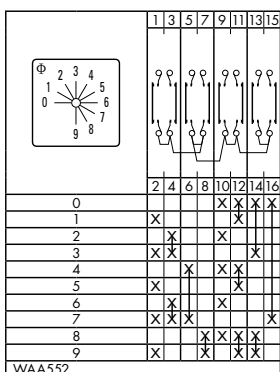 1 3 5 7 9 11 13 15
Φ
0 1 2 3 4 5 6 7 8 9
2 4 6 8 10 12 14 16
0 X X X X
1 X X
2 X X
3 X X X
4 X X X
5 X X
6 X X
7 X X X X
8 X X X X
9 X X X X
WAA552